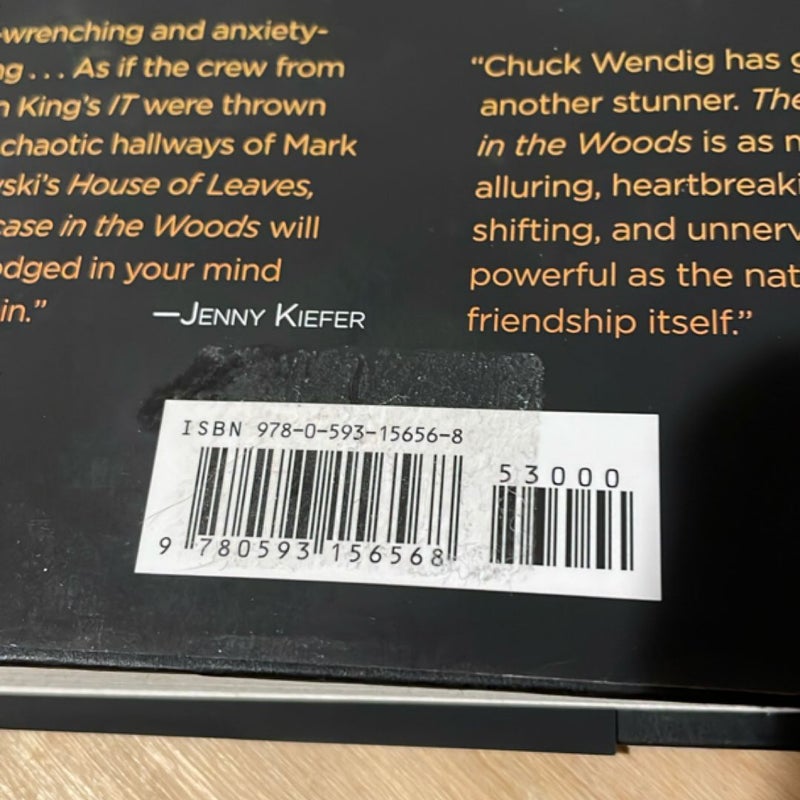 -wrenching and anxiety-
ng... As if the crew from
n King's IT were thrown
chaotic hallways of Mark
wski's House of Leaves,
case in the Woods will
odged in your mind
in.”
—JENNY KIEFER
“Chuck Wendig has g
another stunner. The
in the Woods is as m
alluring, heartbreaki
shifting, and unnerv
powerful as the nat
friendship itself.”
ISBN 978-0-593-15656-8
53000
9 780593 156568